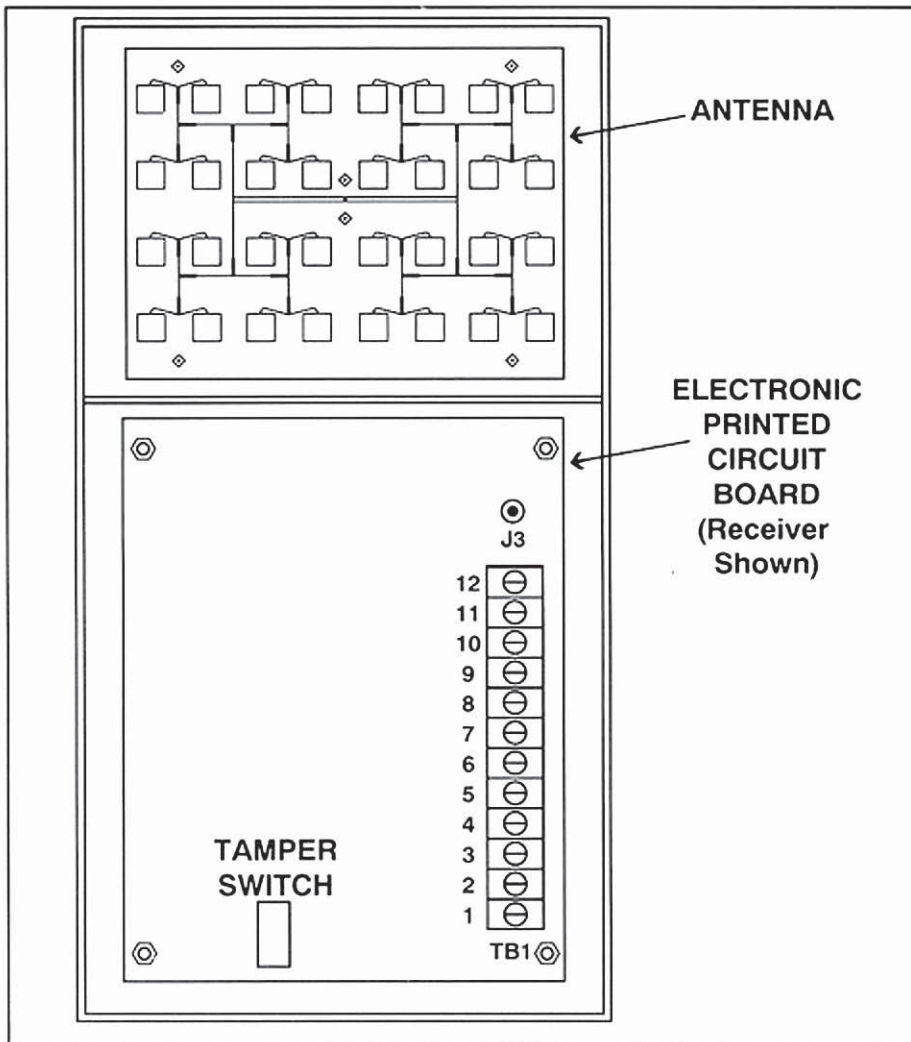 ANTENNA
ELECTRONIC
PRINTED
CIRCUIT
BOARD
(Receiver
Shown)
J3
12
11
10
9
8
7
6
5
4
3
2
1
TAMPER
SWITCH
TB1